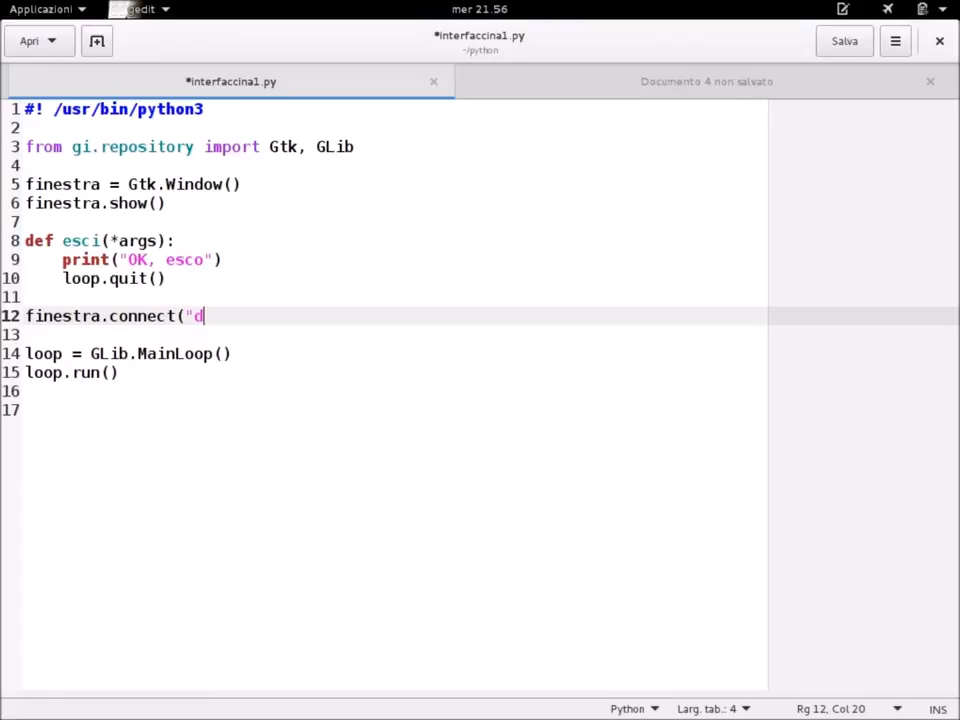 Applicazioni gedit mer 21.56
Apri *interfaccina1.py Salva
~/python
*interfaccina1.py Documento 4 non salvato
1 #! /usr/bin/python3
2
3 from gi.repository import Gtk, GLib
4
5 finestra = Gtk.Window()
6 finestra.show()
7
8 def esci(*args):
9 print("OK, esco")
10 loop.quit()
11
12 finestra.connect("d
13
14 loop = GLib.MainLoop()
15 loop.run()
16
17
Python Larg. tab.: 4 Rg 12, Col 20 INS